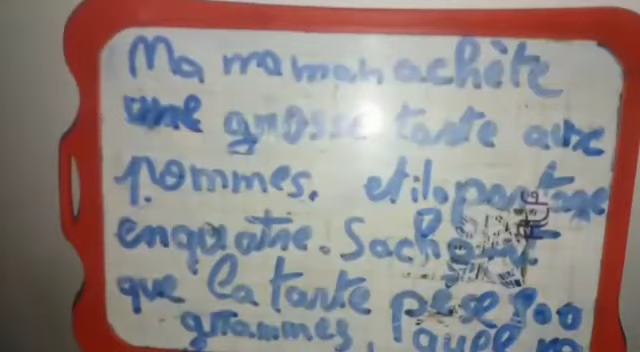 Ma maman achète
une grosse tarte aux
pommes. et il partage
en quatre. Sachant
que la tarte pèse 800
grammes, quel